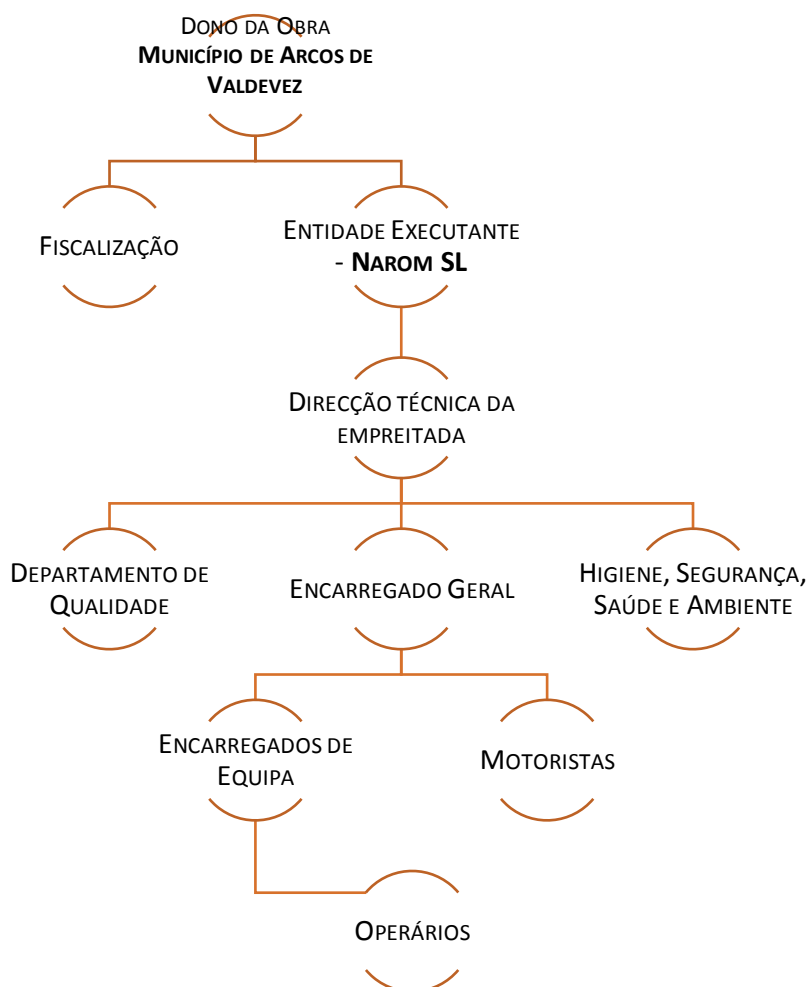 Dono da Obra
Município de Arcos de
Valdevez
Fiscalização
Entidade Executante
- Narom SL
Direcção técnica da
empreitada
Departamento de
Qualidade
Encarregado Geral
Higiene, Segurança,
Saúde e Ambiente
Encarregados de
Equipa
Motoristas
Operários